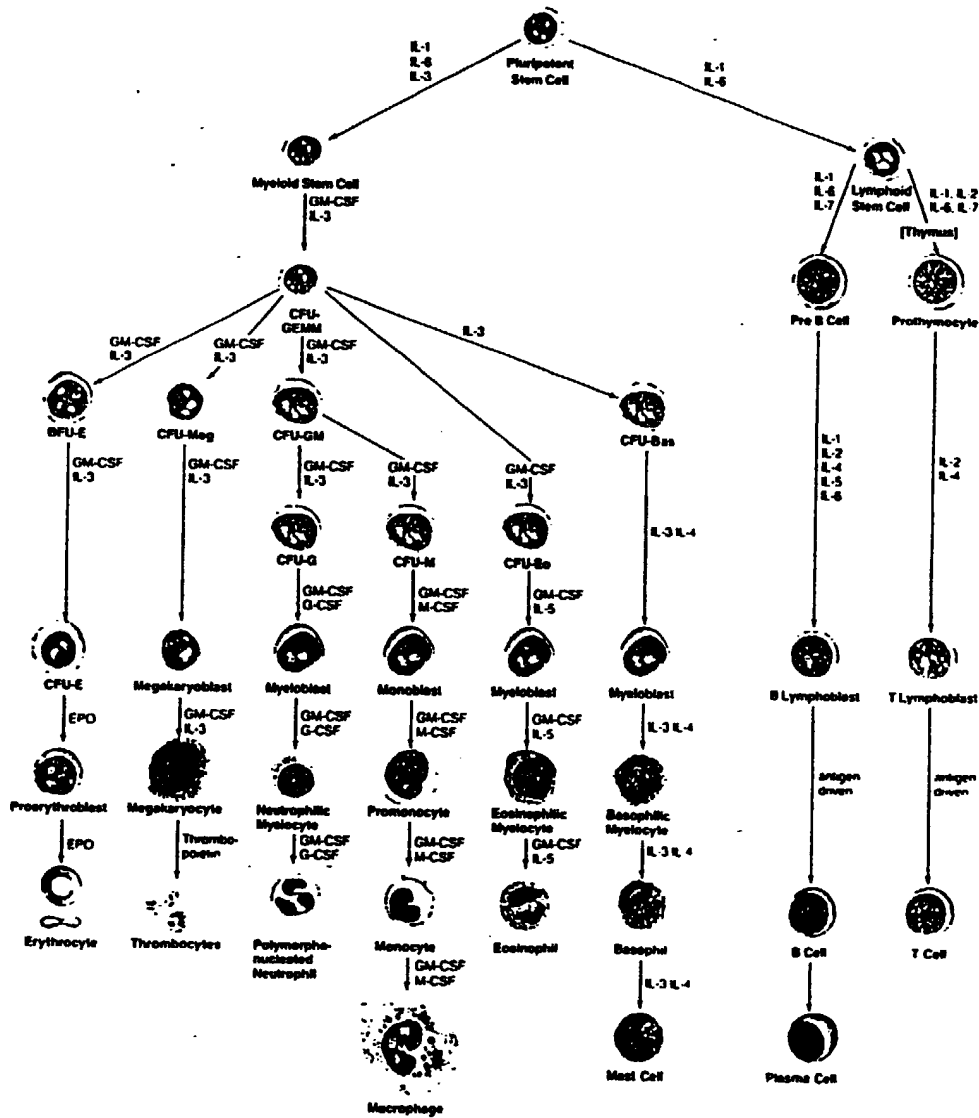 IL-1
IL-6
IL-3
Pluripotent
Stem Cell
IL-1
IL-6
Myeloid Stem Cell
GM-CSF
IL-3
IL-1
IL-6
IL-7
Lymphoid
Stem Cell
IL-1, IL-2
IL-6, IL-7
[Thymus]
CFU-
GEMM
Pre B Cell
Prothymocyte
GM-CSF
IL-3
GM-CSF
IL-3
GM-CSF
IL-3
IL-3
BFU-E
CFU-Meg
CFU-GM
CFU-Bas
GM-CSF
IL-3
GM-CSF
IL-3
GM-CSF
IL-3
GM-CSF
IL-3
GM-CSF
IL-3
IL-1
IL-2
IL-4
IL-5
IL-6
IL-2
IL-4
CFU-G
CFU-M
CFU-Eo
IL-3 IL-4
GM-CSF
G-CSF
GM-CSF
M-CSF
GM-CSF
IL-5
CFU-E
Megakaryoblast
Myeloblast
Monoblast
Myeloblast
Myeloblast
B Lymphoblast
T Lymphoblast
EPO
GM-CSF
IL-3
GM-CSF
G-CSF
GM-CSF
M-CSF
GM-CSF
IL-5
IL-3 IL-4
antigen
driven
antigen
driven
Proerythroblast
Megakaryocyte
Neutrophilic
Myelocyte
Promonocyte
Eosinophilic
Myelocyte
Basophilic
Myelocyte
EPO
Thrombo-
poietin
GM-CSF
G-CSF
GM-CSF
M-CSF
GM-CSF
IL-5
IL-3 IL-4
Erythrocyte
Thrombocytes
Polymorpho-
nucleated
Neutrophil
Monocyte
Eosinophil
Basophil
B Cell
T Cell
GM-CSF
M-CSF
IL-3 IL-4
Macrophage
Mast Cell
Plasma Cell